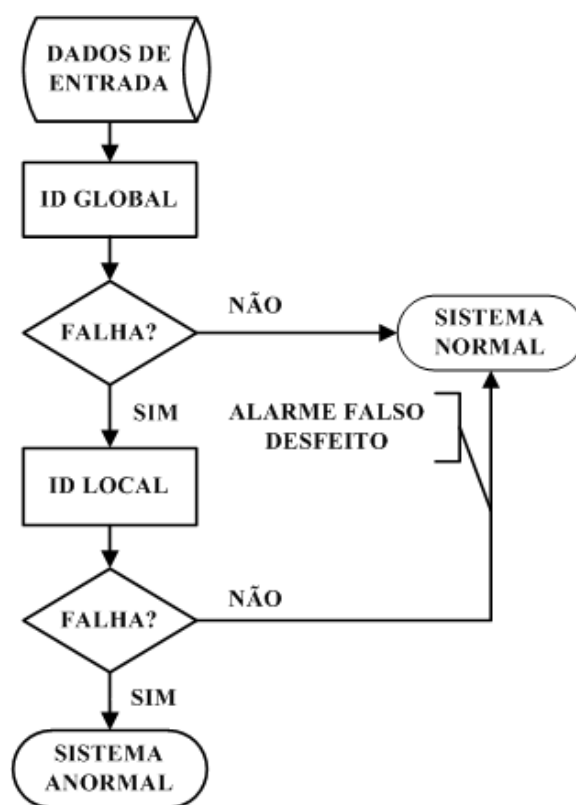 DADOS DE
ENTRADA
ID GLOBAL
FALHA?
NÃO
SISTEMA
NORMAL
SIM
ALARME FALSO
DESFEITO
ID LOCAL
FALHA?
NÃO
SIM
SISTEMA
ANORMAL